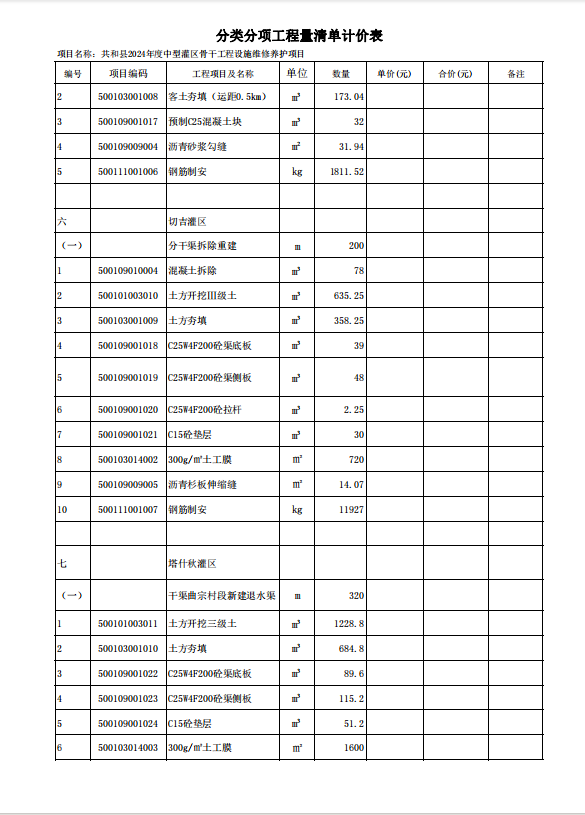 分类分项工程量清单计价表
项目名称: 共和县2024年度中型灌区骨干工程设施维修养护项目
编号 项目编码 工程项目及名称 单位 数量 单价(元) 合价(元) 备注
2 500103001008 客土夯填（运距0.5km） m³ 173.04
3 500109001017 预制C25混凝土块 m³ 32
4 500109009004 沥青砂浆勾缝 m² 31.94
5 500111001006 钢筋制安 kg 1811.52
六 切吉灌区
（一） 分干渠拆除重建 m 200
1 500109010004 混凝土拆除 m³ 78
2 500101003010 土方开挖Ⅲ级土 m³ 635.25
3 500103001009 土方夯填 m³ 358.25
4 500109001018 C25W4F200砼渠底板 m³ 39
5 500109001019 C25W4F200砼渠侧板 m³ 48
6 500109001020 C25W4F200砼拉杆 m³ 2.25
7 500109001021 C15砼垫层 m³ 30
8 500103014002 300g/㎡土工膜 ㎡ 720
9 500109009005 沥青杉板伸缩缝 ㎡ 14.07
10 500111001007 钢筋制安 kg 11927
七 塔什秋灌区
（一） 干渠曲宗村段新建退水渠 m 320
1 500101003011 土方开挖三级土 m³ 1228.8
2 500103001010 土方夯填 m³ 684.8
3 500109001022 C25W4F200砼渠底板 m³ 89.6
4 500109001023 C25W4F200砼渠侧板 m³ 115.2
5 500109001024 C15砼垫层 m³ 51.2
6 500103014003 300g/㎡土工膜 ㎡ 1600